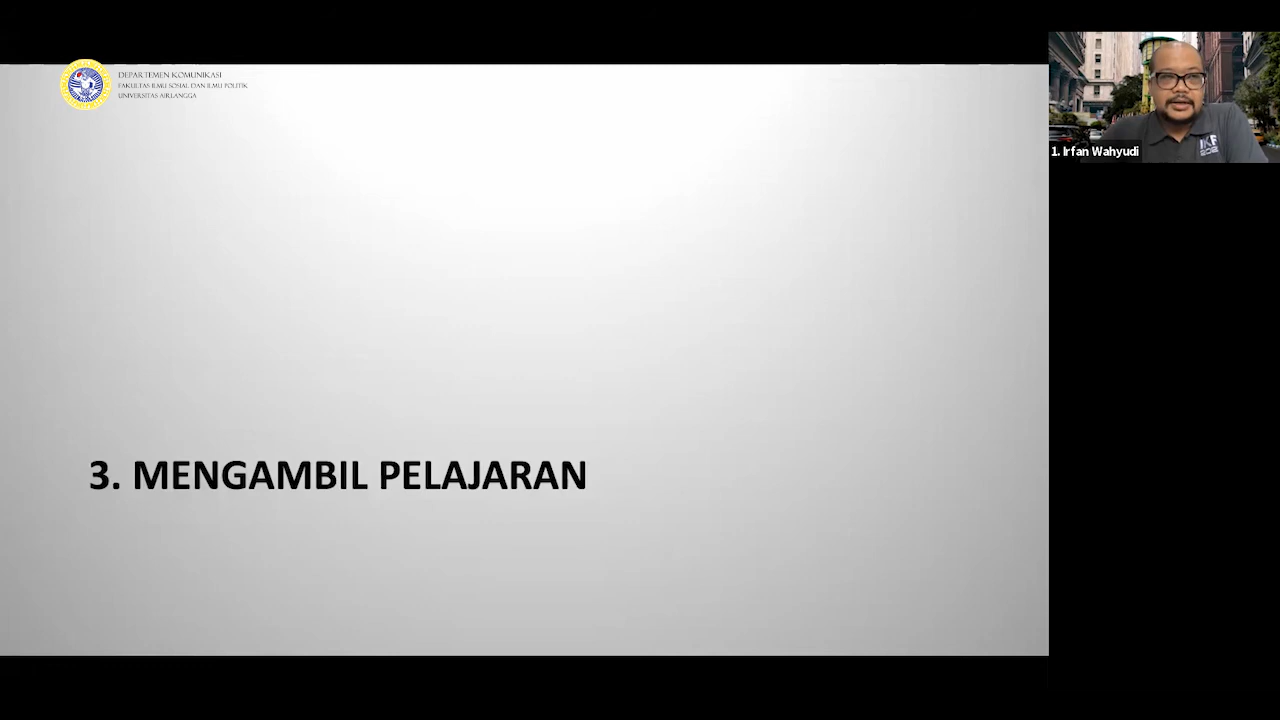 DEPARTEMEN KOMUNIKASI
FAKULTAS ILMU SOSIAL DAN ILMU POLITIK
UNIVERSITAS AIRLANGGA
1. Irfan Wahyudi
3. MENGAMBIL PELAJARAN